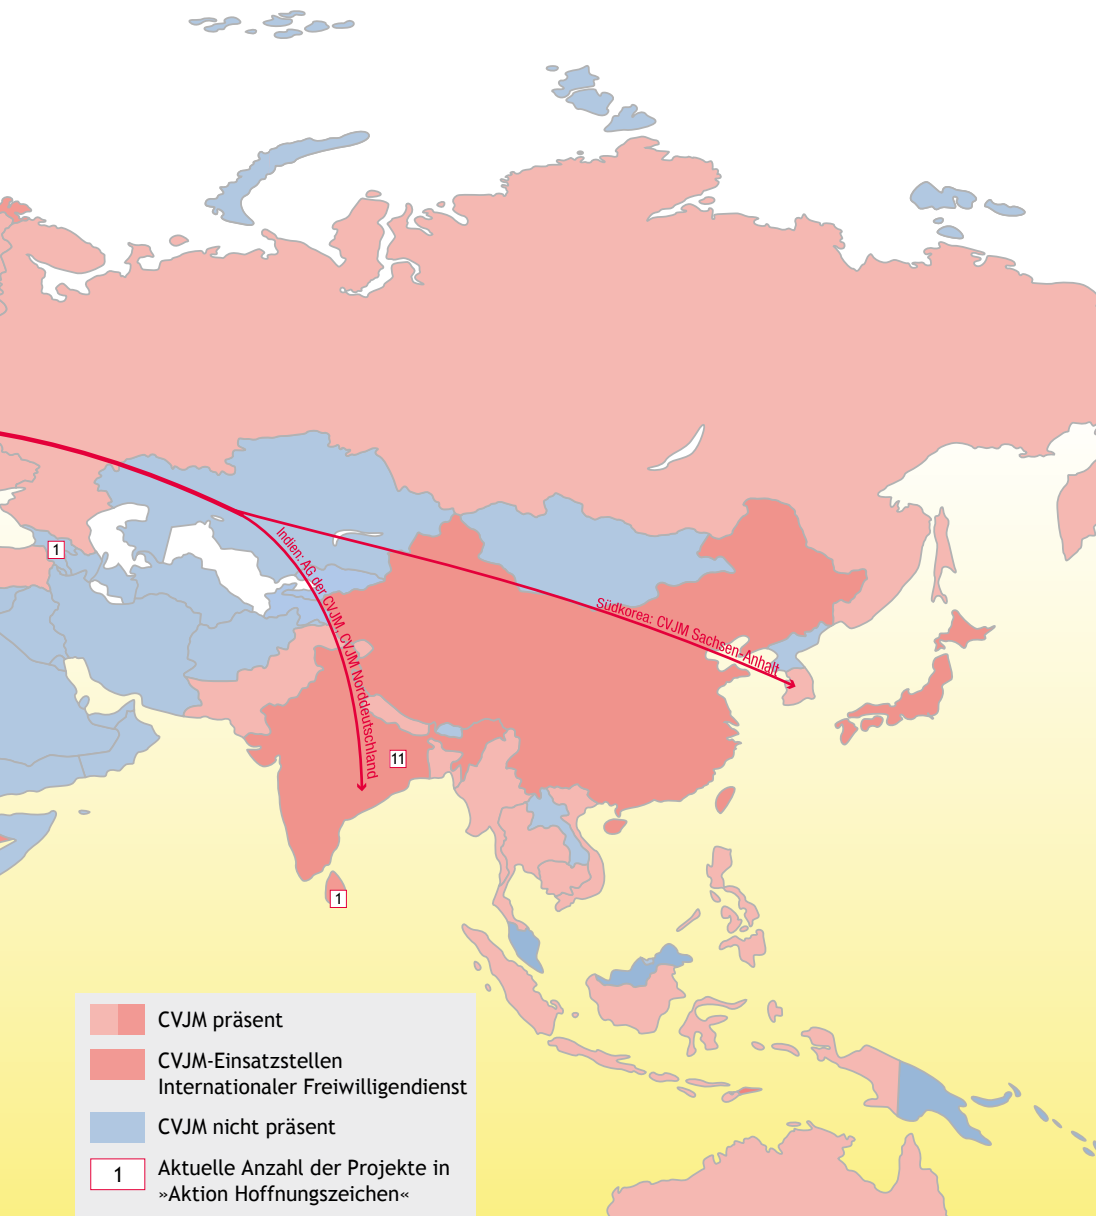 1
Indien: AG der CVJM, CVJM Norddeutschland
Südkorea: CVJM Sachsen-Anhalt
11
1
CVJM präsent
CVJM-Einsatzstellen
Internationaler Freiwilligendienst
CVJM nicht präsent
1
Aktuelle Anzahl der Projekte in
»Aktion Hoffnungszeichen«